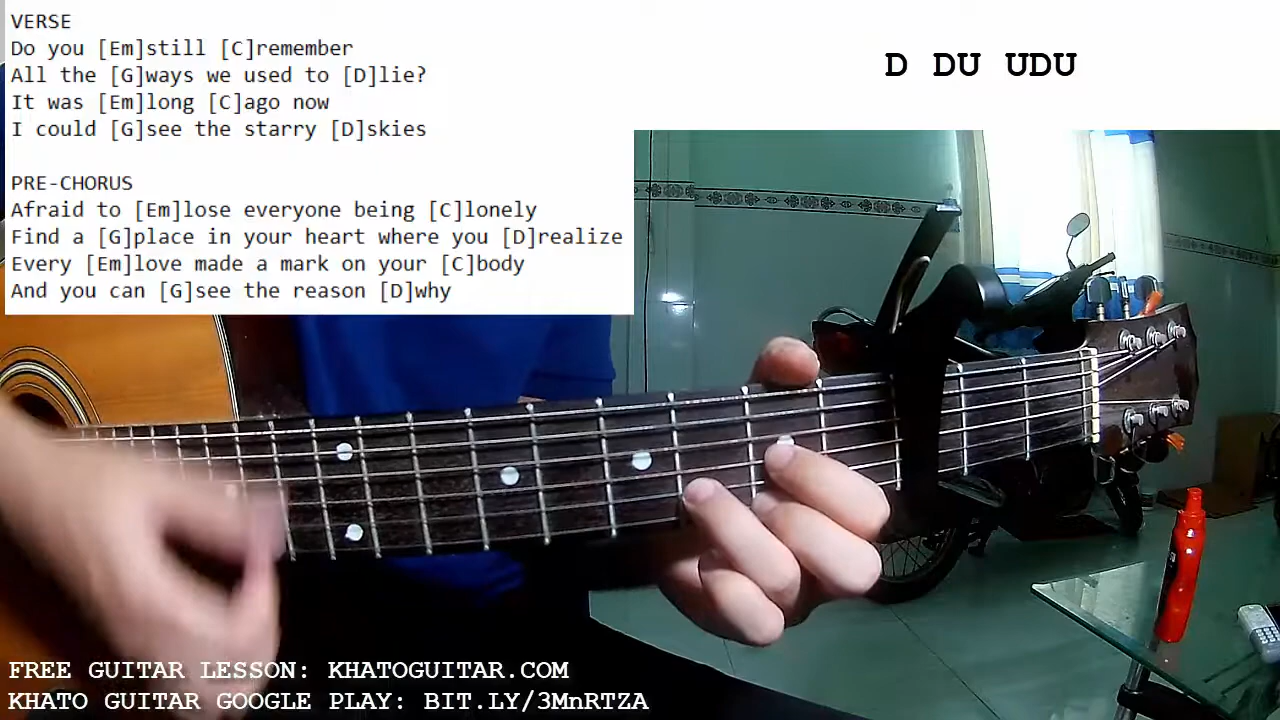 VERSE
Do you [Em]still [C]remember
All the [G]ways we used to [D]lie?
It was [Em]long [C]ago now
I could [G]see the starry [D]skies
PRE-CHORUS
Afraid to [Em]lose everyone being [C]lonely
Find a [G]place in your heart where you [D]realize
Every [Em]love made a mark on your [C]body
And you can [G]see the reason [D]why
D DU UDU
FREE GUITAR LESSON: KHATOGUITAR.COM
KHATO GUITAR GOOGLE PLAY: BIT.LY/3MnRTZA